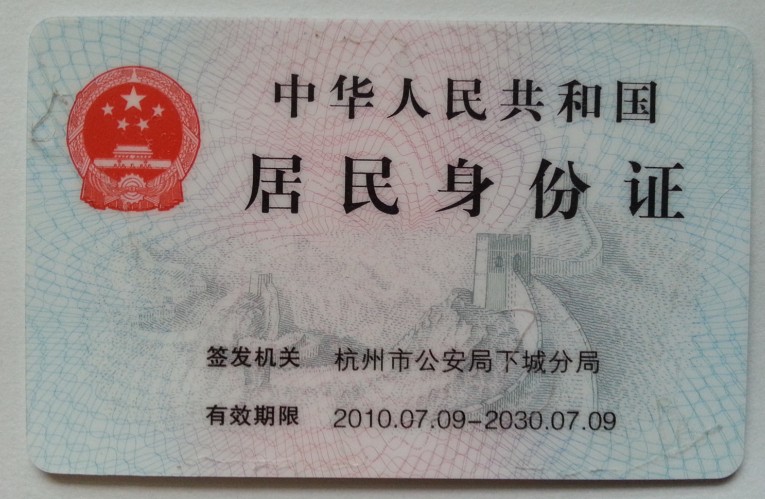 中华人民共和国
居民身份证
签发机关 杭州市公安局下城分局
有效期限 2010.07.09-2030.07.09